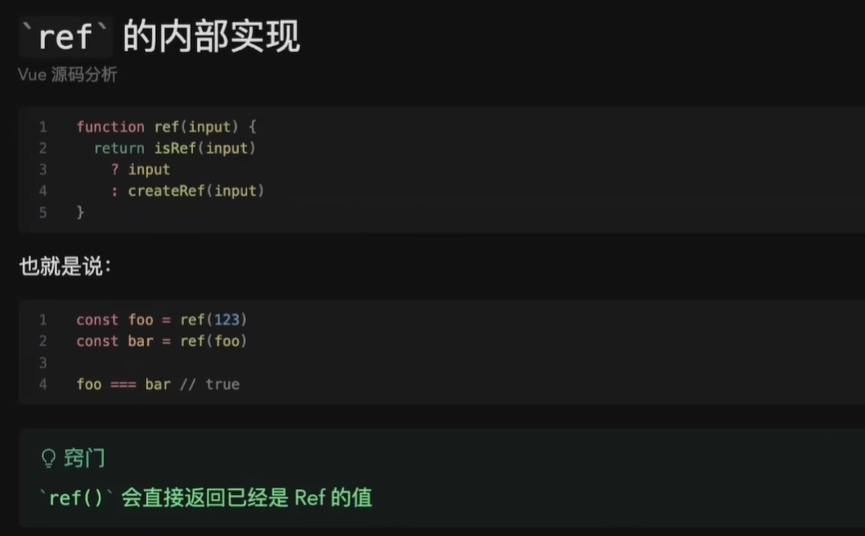 `ref` 的内部实现
Vue 源码分析
1 function ref(input) {
2   return isRef(input)
3     ? input
4     : createRef(input)
5 }
也就是说：
1 const foo = ref(123)
2 const bar = ref(foo)
3
4 foo === bar // true
窍门
`ref()` 会直接返回已经是 Ref 的值